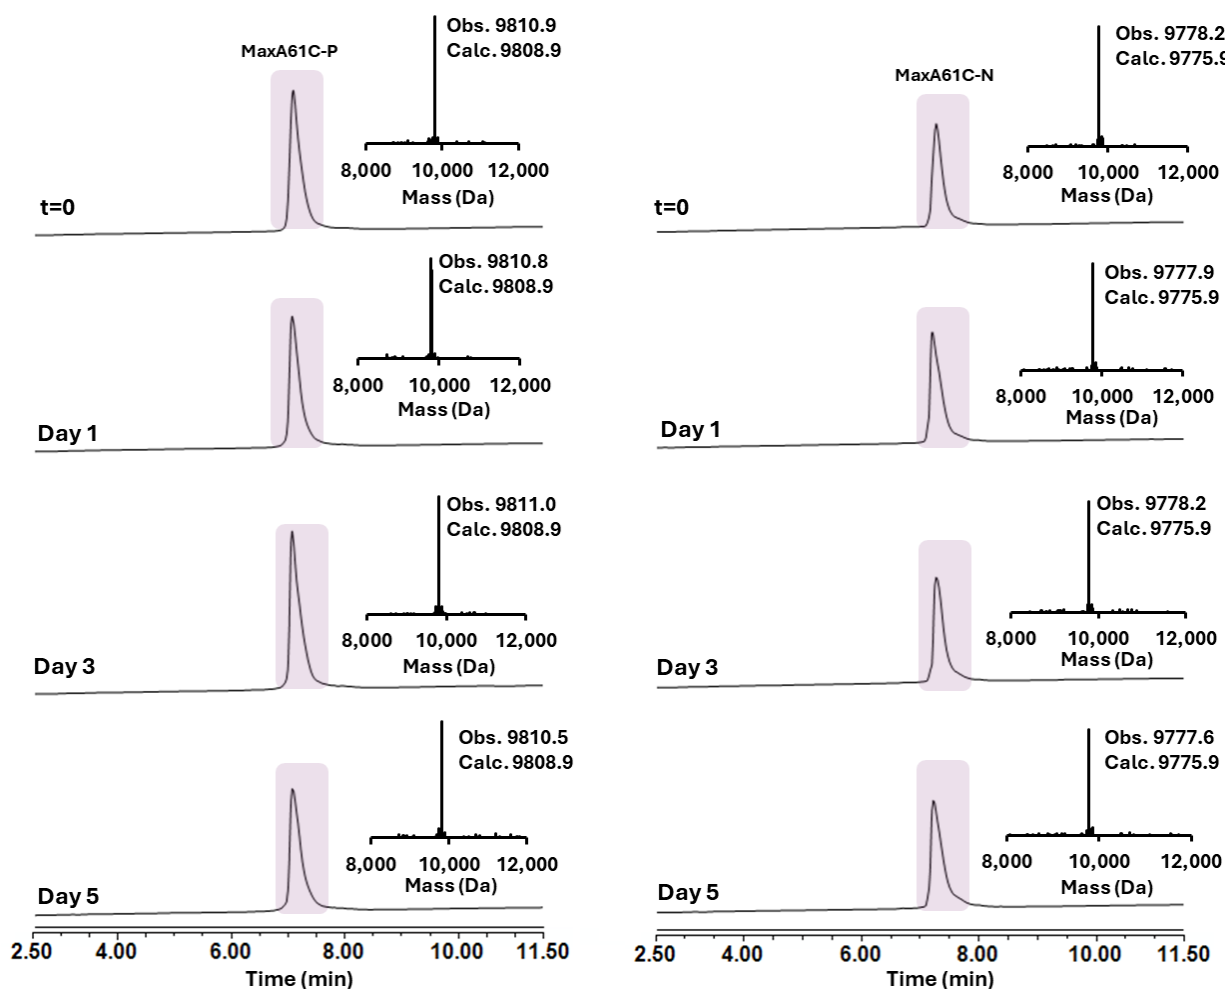 MaxA61C-P
Obs. 9810.9
Calc. 9808.9
8,000 10,000 12,000
Mass (Da)
t=0
Obs. 9810.8
Calc. 9808.9
8,000 10,000 12,000
Mass (Da)
Day 1
Obs. 9811.0
Calc. 9808.9
8,000 10,000 12,000
Mass (Da)
Day 3
Obs. 9810.5
Calc. 9808.9
8,000 10,000 12,000
Mass (Da)
Day 5
2.50 4.00 6.00 8.00 10.00 11.50
Time (min)
MaxA61C-N
Obs. 9778.2
Calc. 9775.9
8,000 10,000 12,000
Mass (Da)
t=0
Obs. 9777.9
Calc. 9775.9
8,000 10,000 12,000
Mass (Da)
Day 1
Obs. 9778.2
Calc. 9775.9
8,000 10,000 12,000
Mass (Da)
Day 3
Obs. 9777.6
Calc. 9775.9
8,000 10,000 12,000
Mass (Da)
Day 5
2.50 4.00 6.00 8.00 10.00 11.50
Time (min)